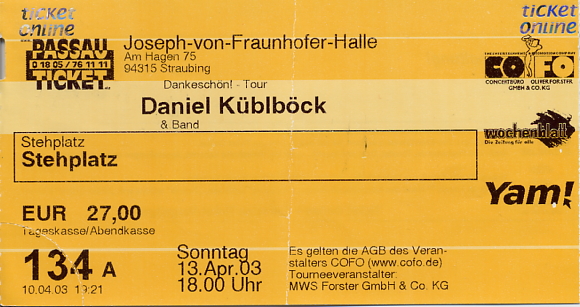 ticket
online
PASSAU
0 18 05 / 76 11 11
TICKET
Joseph-von-Fraunhofer-Halle
Am Hagen 75
94315 Straubing
Dankeschön! - Tour
Daniel Küblböck
& Band
ticket
online
COFO
CONCERTBÜRO OLIVER FORSTER
GMBH & CO. KG
Stehplatz
Stehplatz
wochenblatt
Die Zeitung für alle
Yam!
EUR 27,00
Tageskasse/Abendkasse
134 A
10.04.03 19:21
Sonntag
13.Apr.03
18.00 Uhr
Es gelten die AGB des Veran-
stalters COFO (www.cofo.de)
Tourneeveranstalter:
MWS Forster GmbH & Co. KG